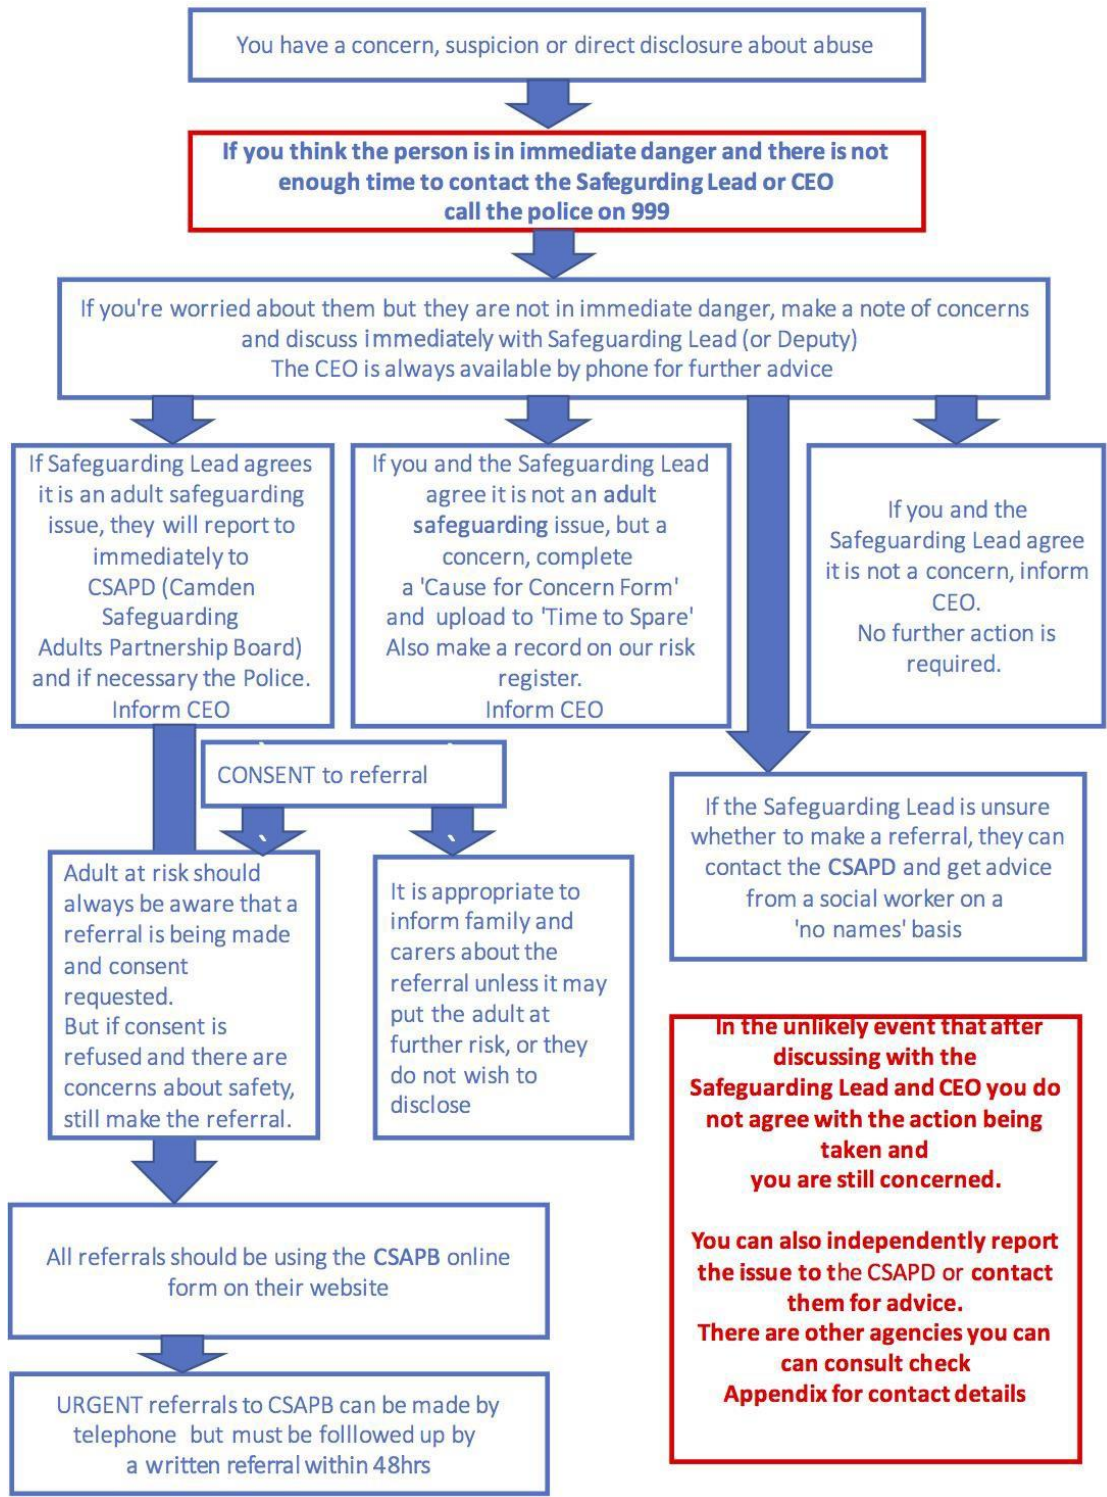 You have a concern, suspicion or direct disclosure about abuse
If you think the person is in immediate danger and there is not
enough time to contact the Safegurding Lead or CEO
call the police on 999
If you're worried about them but they are not in immediate danger, make a note of concerns
and discuss immediately with Safeguarding Lead (or Deputy)
The CEO is always available by phone for further advice
If Safeguarding Lead agrees
it is an adult safeguarding
issue, they will report to
immediately to
CSAPD (Camden
Safeguarding
Adults Partnership Board)
and if necessary the Police.
Inform CEO
If you and the Safeguarding Lead
agree it is not an adult
safeguarding issue, but a
concern, complete
a 'Cause for Concern Form'
and upload to 'Time to Spare'
Also make a record on our risk
register.
Inform CEO
If you and the
Safeguarding Lead agree
it is not a concern, inform
CEO.
No further action is
required.
CONSENT to referral
If the Safeguarding Lead is unsure
whether to make a referral, they can
contact the CSAPD and get advice
from a social worker on a
'no names' basis
Adult at risk should
always be aware that a
referral is being made
and consent
requested.
But if consent is
refused and there are
concerns about safety,
still make the referral.
It is appropriate to
inform family and
carers about the
referral unless it may
put the adult at
further risk, or they
do not wish to
disclose
In the unlikely event that after
discussing with the
Safeguarding Lead and CEO you do
not agree with the action being
taken and
you are still concerned.
You can also independently report
the issue to the CSAPD or contact
them for advice.
There are other agencies you can
can consult check
Appendix for contact details
All referrals should be using the CSAPB online
form on their website
URGENT referrals to CSAPB can be made by
telephone but must be folllowed up by
a written referral within 48hrs